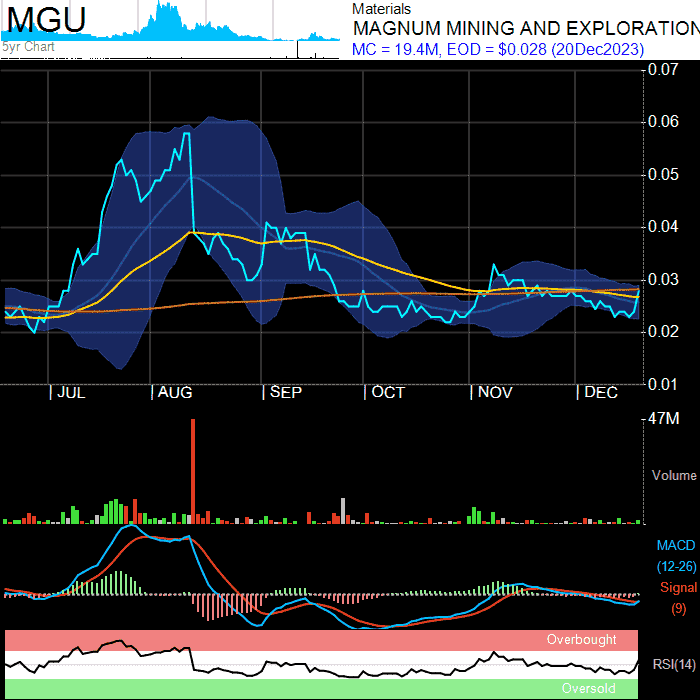 MGU
5yr Chart
Materials
MAGNUM MINING AND EXPLORATION
MC = 19.4M, EOD = $0.028 (20Dec2023)
0.07
0.06
0.05
0.04
0.03
0.02
0.01
JUL
AUG
SEP
OCT
NOV
DEC
47M
Volume
MACD
(12-26)
Signal
(9)
Overbought
RSI(14)
Oversold